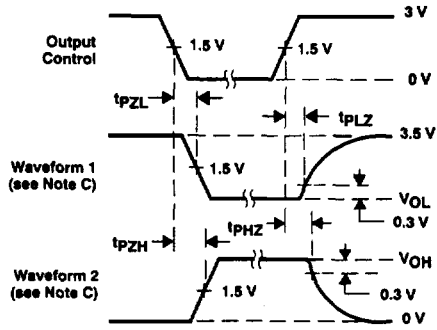 3 V
Output
Control
1.5 V
1.5 V
0 V
tPZL
tPLZ
3.5 V
Waveform 1
(see Note C)
1.5 V
VOL
0.3 V
tPZH
tPHZ
VOH
Waveform 2
(see Note C)
1.5 V
0.3 V
0 V